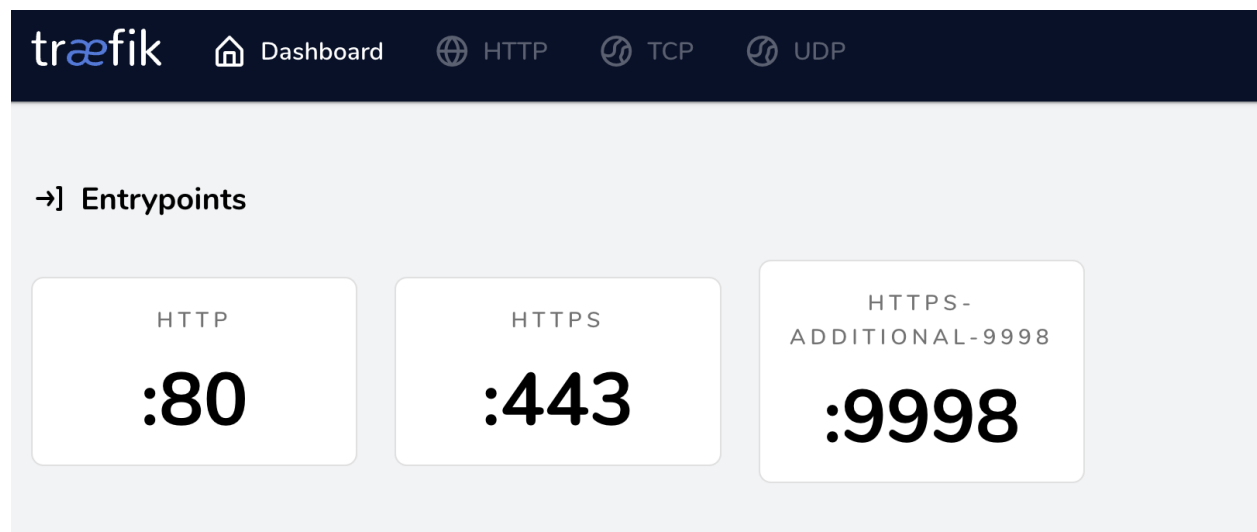 træfik Dashboard HTTP TCP UDP
Entrypoints
HTTP
:80
HTTPS
:443
HTTPS-
ADDITIONAL-9998
:9998